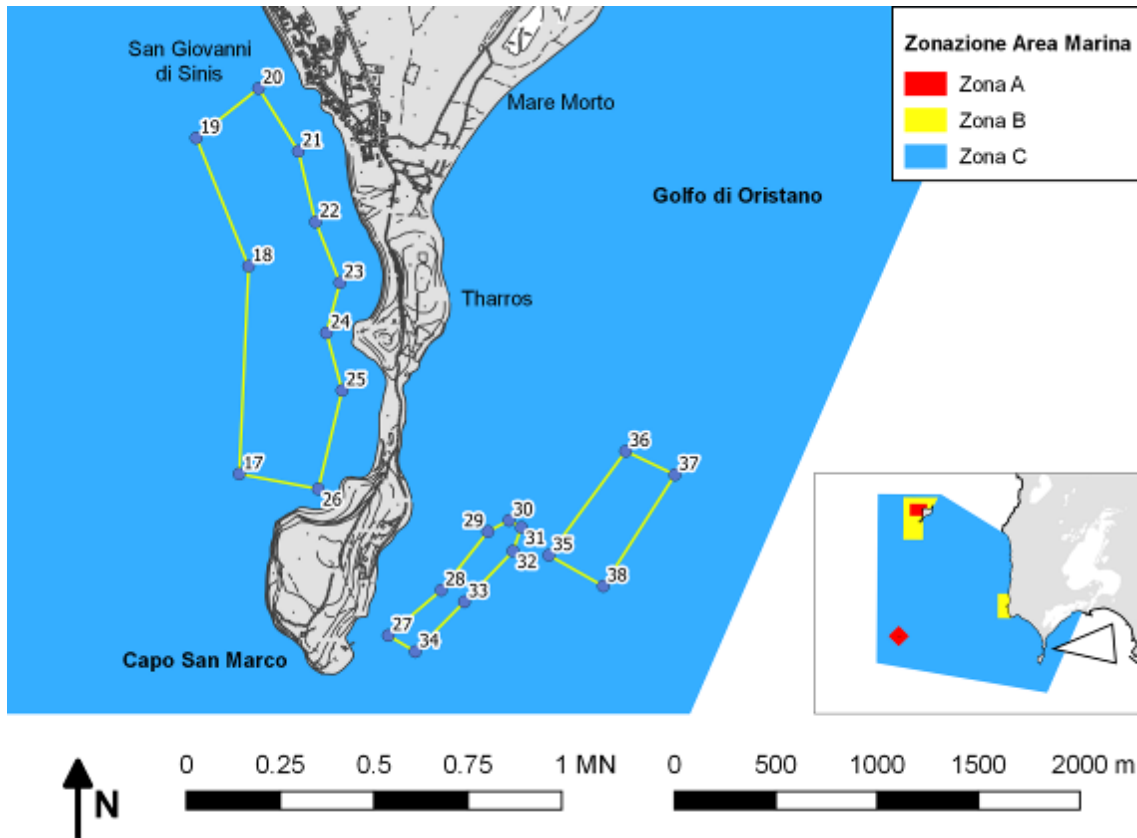 San Giovanni
di Sinis
20
19
21
22
18
23
24
25
17
26
Mare Morto
Golfo di Oristano
Tharros
36
37
30
29
31
35
32
28
33
38
27
34
Capo San Marco
Zonazione Area Marina
Zona A
Zona B
Zona C
N
0 0.25 0.5 0.75 1 MN
0 500 1000 1500 2000 m